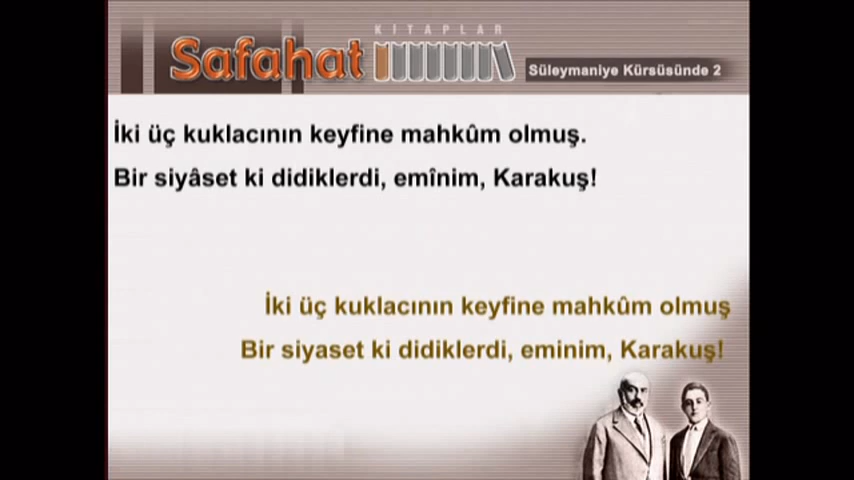 KİTAPLAR
Safahat
Süleymaniye Kürsüsünde 2
İki üç kuklacının keyfine mahkûm olmuş.
Bir siyâset ki didiklerdi, emînim, Karakuş!
İki üç kuklacının keyfine mahkûm olmuş
Bir siyaset ki didiklerdi, eminim, Karakuş!